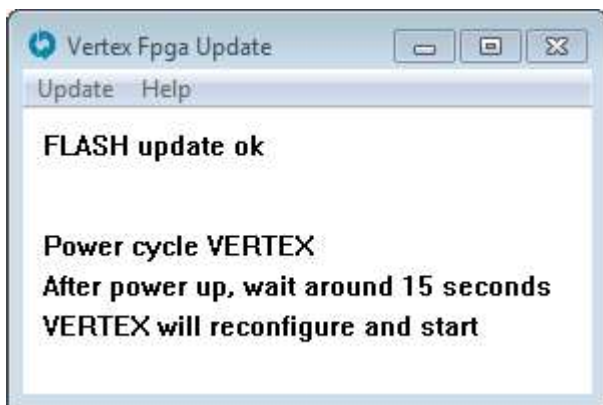 Vertex Fpga Update
Update Help
FLASH update ok
Power cycle VERTEX
After power up, wait around 15 seconds
VERTEX will reconfigure and start